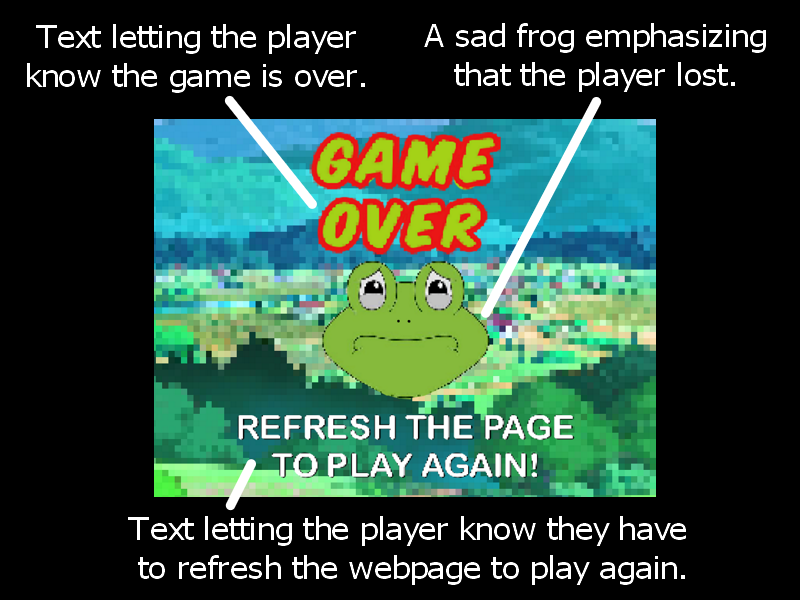 Text letting the player
know the game is over.
A sad frog emphasizing
that the player lost.
GAME
OVER
REFRESH THE PAGE
TO PLAY AGAIN!
Text letting the player know they have
to refresh the webpage to play again.